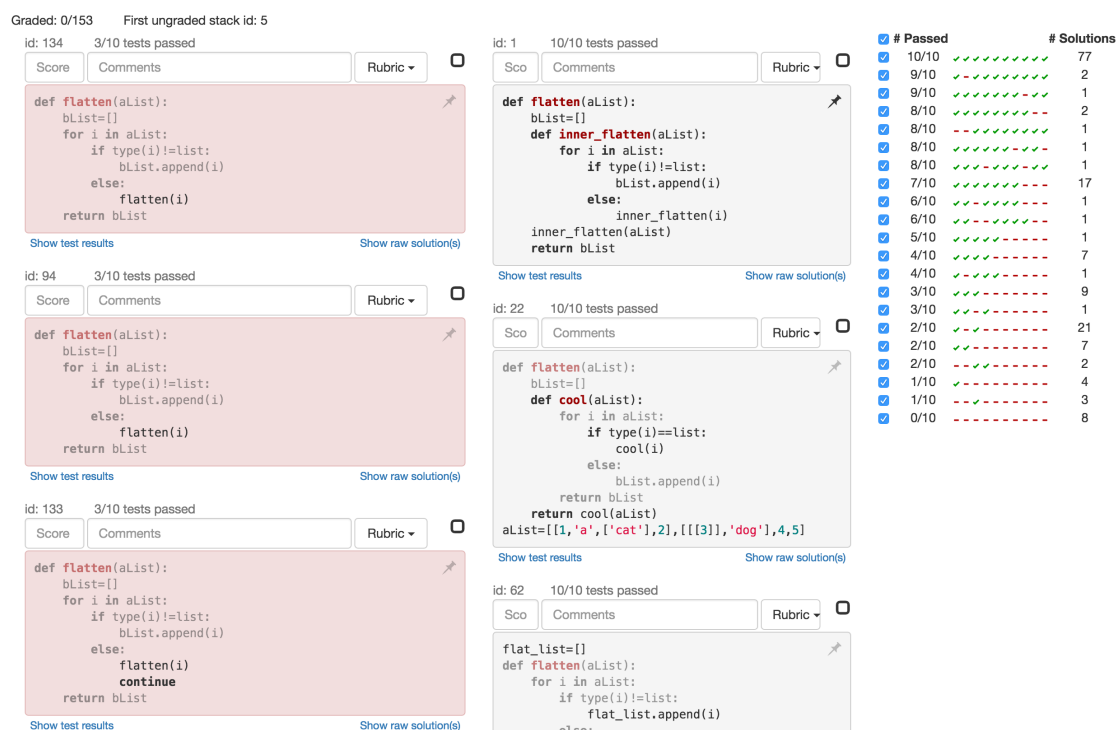 Graded: 0/153 First ungraded stack id: 5
id: 134 3/10 tests passed
Score Comments Rubric
def flatten(aList):
    bList=[]
    for i in aList:
        if type(i)!=list:
            bList.append(i)
        else:
            flatten(i)
    return bList
Show test results Show raw solution(s)
id: 94 3/10 tests passed
Score Comments Rubric
def flatten(aList):
    bList=[]
    for i in aList:
        if type(i)!=list:
            bList.append(i)
        else:
            flatten(i)
    return bList
Show test results Show raw solution(s)
id: 133 3/10 tests passed
Score Comments Rubric
def flatten(aList):
    bList=[]
    for i in aList:
        if type(i)!=list:
            bList.append(i)
        else:
            flatten(i)
            continue
    return bList
Show test results Show raw solution(s)
id: 1 10/10 tests passed
Sco Comments Rubric
def flatten(aList):
    bList=[]
    def inner_flatten(aList):
        for i in aList:
            if type(i)!=list:
                bList.append(i)
            else:
                inner_flatten(i)
    inner_flatten(aList)
    return bList
Show test results Show raw solution(s)
id: 22 10/10 tests passed
Sco Comments Rubric
def flatten(aList):
    bList=[]
    def cool(aList):
        for i in aList:
            if type(i)==list:
                cool(i)
            else:
                bList.append(i)
        return bList
    return cool(aList)
aList=[[1,'a',['cat'],2],[[[3]],'dog'],4,5]
Show test results Show raw solution(s)
id: 62 10/10 tests passed
Sco Comments Rubric
flat_list=[]
def flatten(aList):
    for i in aList:
        if type(i)!=list:
            flat_list.append(i)
        else:
# Passed # Solutions
10/10 77
9/10 2
9/10 1
8/10 2
8/10 1
8/10 1
8/10 1
7/10 17
6/10 1
6/10 1
5/10 1
4/10 7
4/10 1
3/10 9
3/10 1
2/10 21
2/10 7
2/10 2
1/10 4
1/10 3
0/10 8